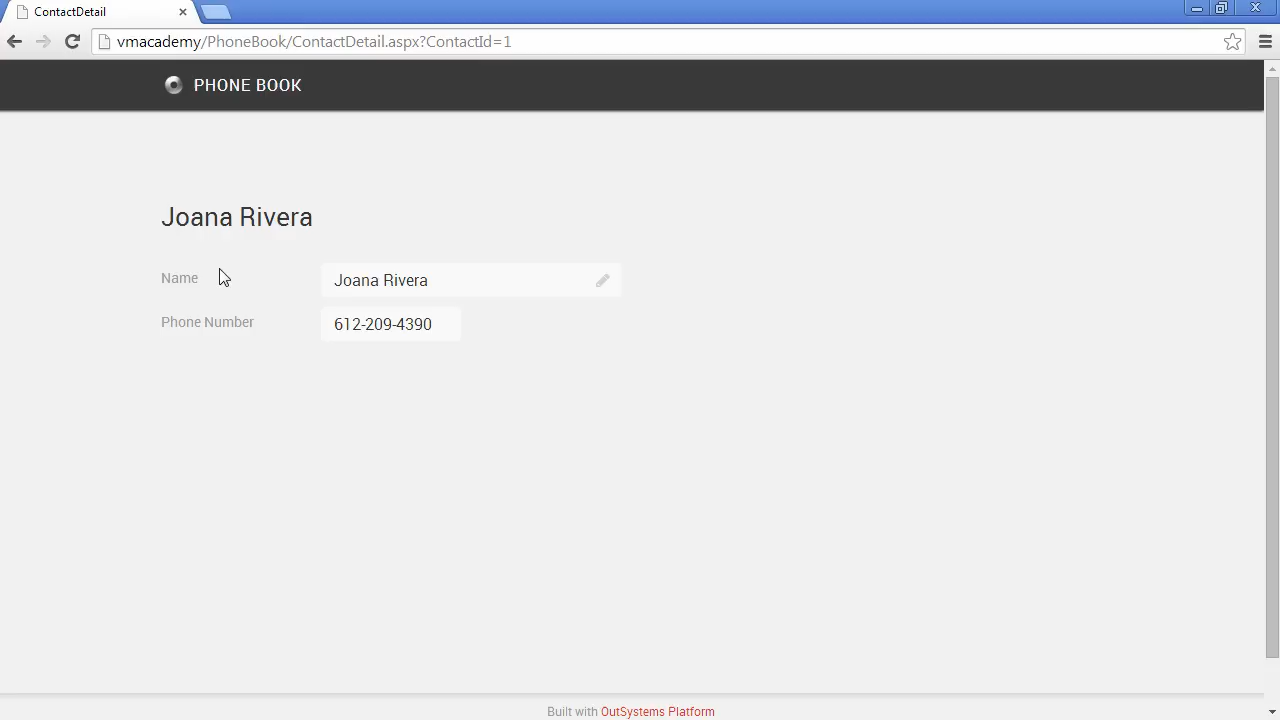 ContactDetail
vmacademy/PhoneBook/ContactDetail.aspx?ContactId=1
PHONE BOOK
Joana Rivera
Name
Joana Rivera
Phone Number
612-209-4390
Built with OutSystems Platform